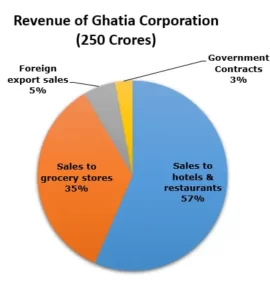 Revenue of Ghatia Corporation
(250 Crores)
Foreign
export sales
5%
Government
Contracts
3%
Sales to
grocery stores
35%
Sales to
hotels &
restaurants
57%